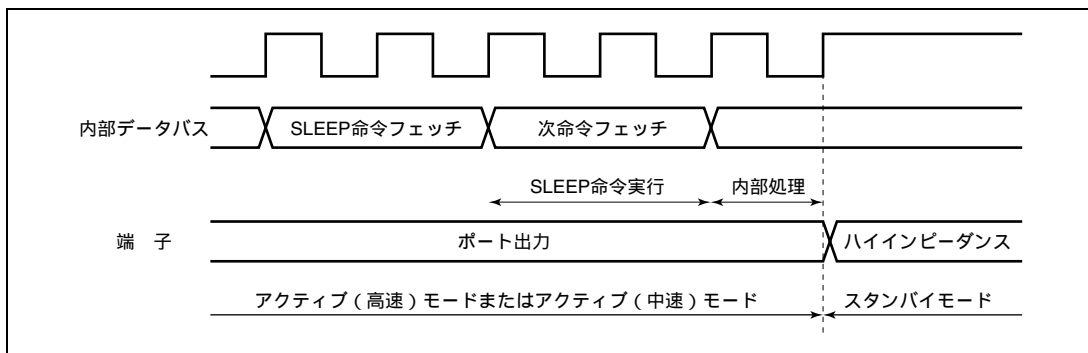 内部データバス
SLEEP命令フェッチ
次命令フェッチ
SLEEP命令実行
内部処理
端 子
ポート出力
ハイインピーダンス
アクティブ(高速)モードまたはアクティブ(中速)モード
スタンバイモード